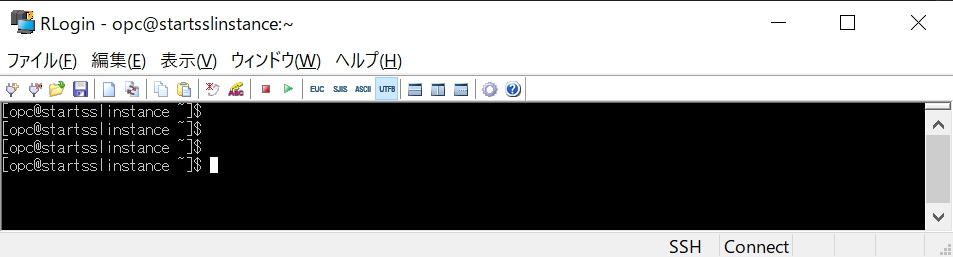 RLogin - opc@startsslinstance:~
ファイル(F) 編集(E) 表示(V) ウィンドウ(W) ヘルプ(H)
ABC EUC SJIS ASCII UTF8
[opc@startsslinstance ~]$
[opc@startsslinstance ~]$
[opc@startsslinstance ~]$
[opc@startsslinstance ~]$
SSH Connect